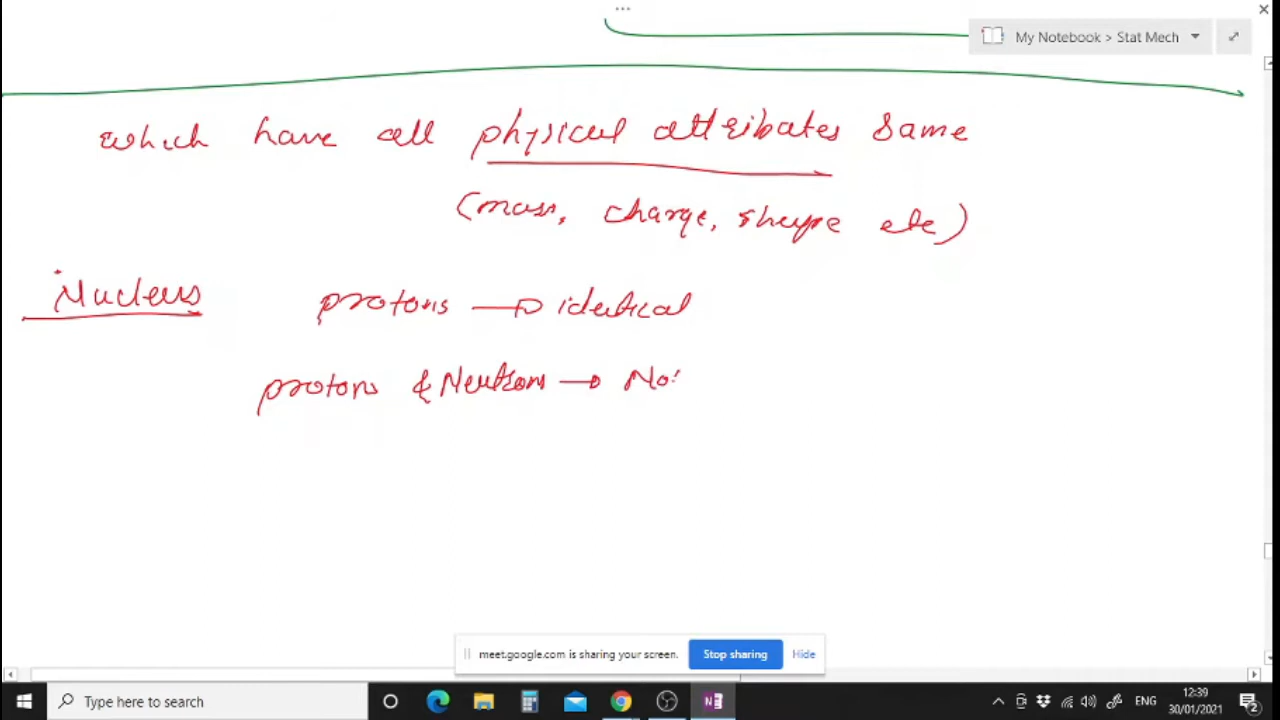 ...
My Notebook > Stat Mech
which have all physical attributes same
(mass, charge, shape etc)
Nucleus protons → identical
protons & Neutrons → No
meet.google.com is sharing your screen. Stop sharing Hide
Type here to search
ENG
12:39
30/01/2021
2